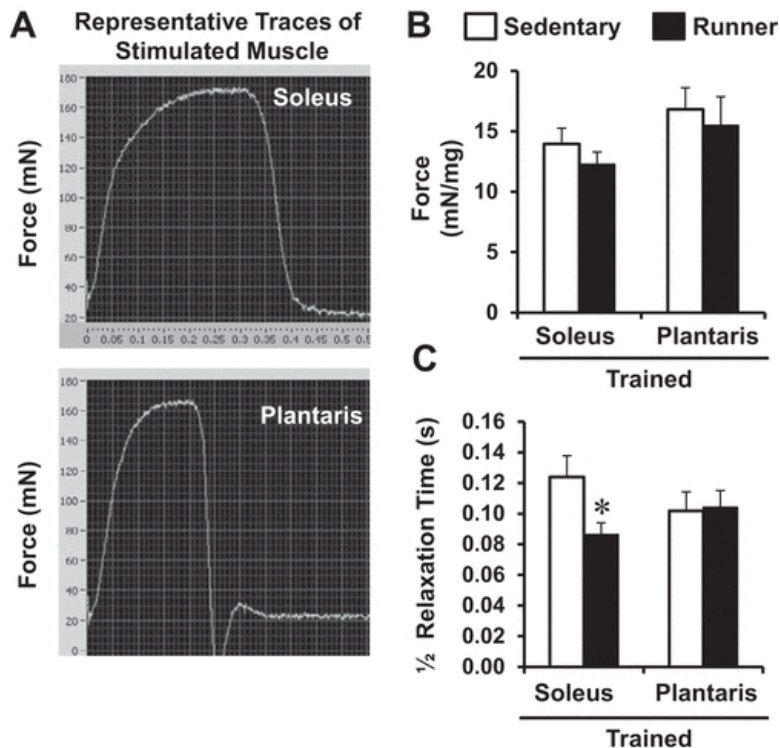 A
Representative Traces of
Stimulated Muscle
Force (mN)
180
160
140
120
100
80
60
40
20
Soleus
0 0.05 0.1 0.15 0.2 0.25 0.3 0.35 0.4 0.45 0.5
Force (mN)
180
160
140
120
100
80
60
40
20
0
Plantaris
B
Sedentary Runner
Force
(mN/mg)
20
15
10
5
0
Soleus Plantaris
Trained
C
½ Relaxation Time (s)
0.16
0.14
0.12
0.10
0.08
0.06
0.04
0.02
0.00
*
Soleus Plantaris
Trained